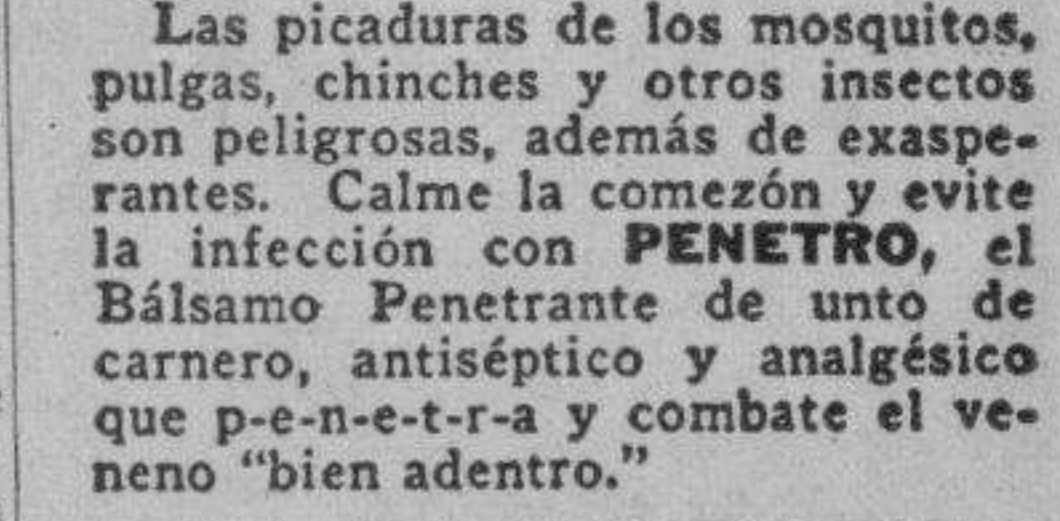 Las picaduras de los mosquitos,
pulgas, chinches y otros insectos
son peligrosas, además de exaspe-
rantes. Calme la comezón y evite
la infección con PENETRO, el
Bálsamo Penetrante de unto de
carnero, antiséptico y analgésico
que p-e-n-e-t-r-a y combate el ve-
neno “bien adentro.”